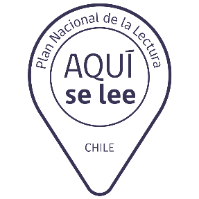 Plan Nacional de la Lectura
AQUÍ
se lee
CHILE